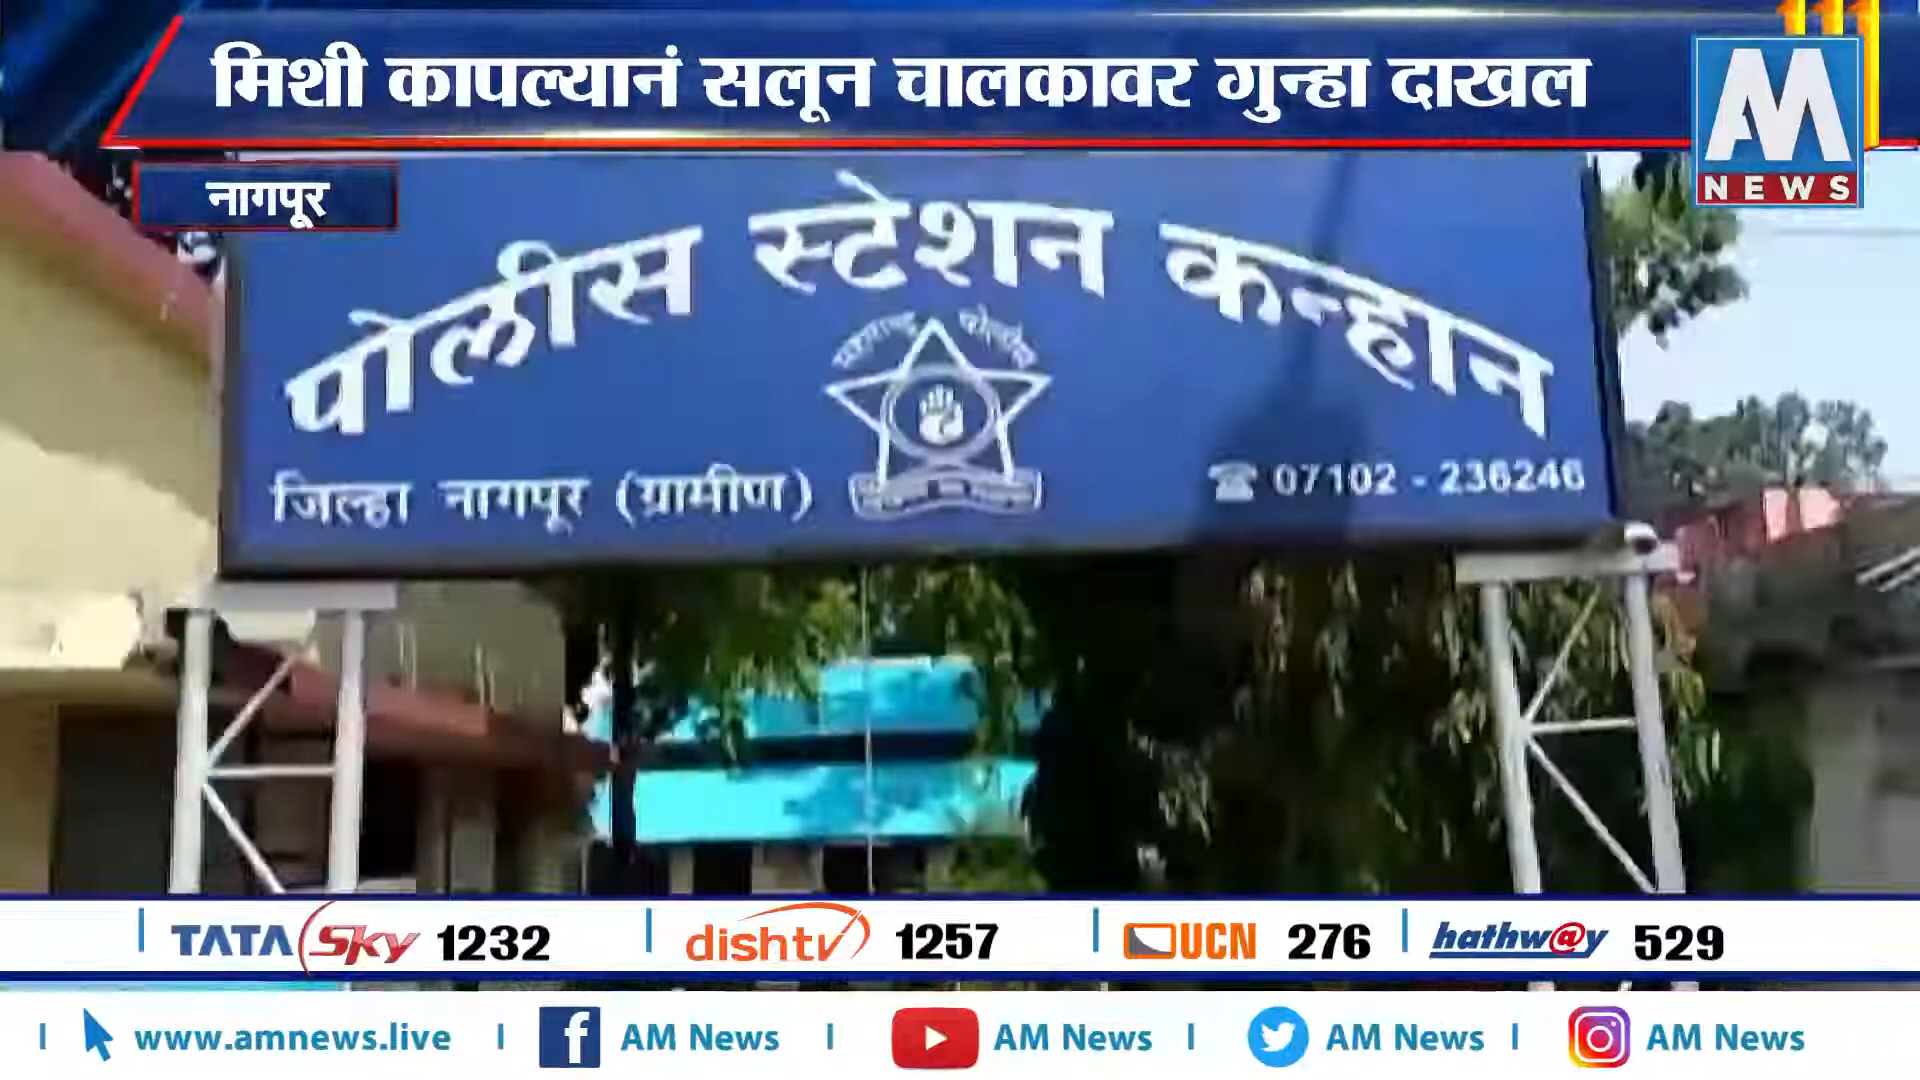 मिशी कापल्यानं सलून चालकावर गुन्हा दाखल
AM
NEWS
नागपूर
पोलीस स्टेशन कन्हान
जिल्हा नागपूर (ग्रामीण)
07102 - 236246
TATA Sky 1232
dishtv 1257
UCN 276
hathw@y 529
www.amnews.live
AM News
AM News
AM News
AM News